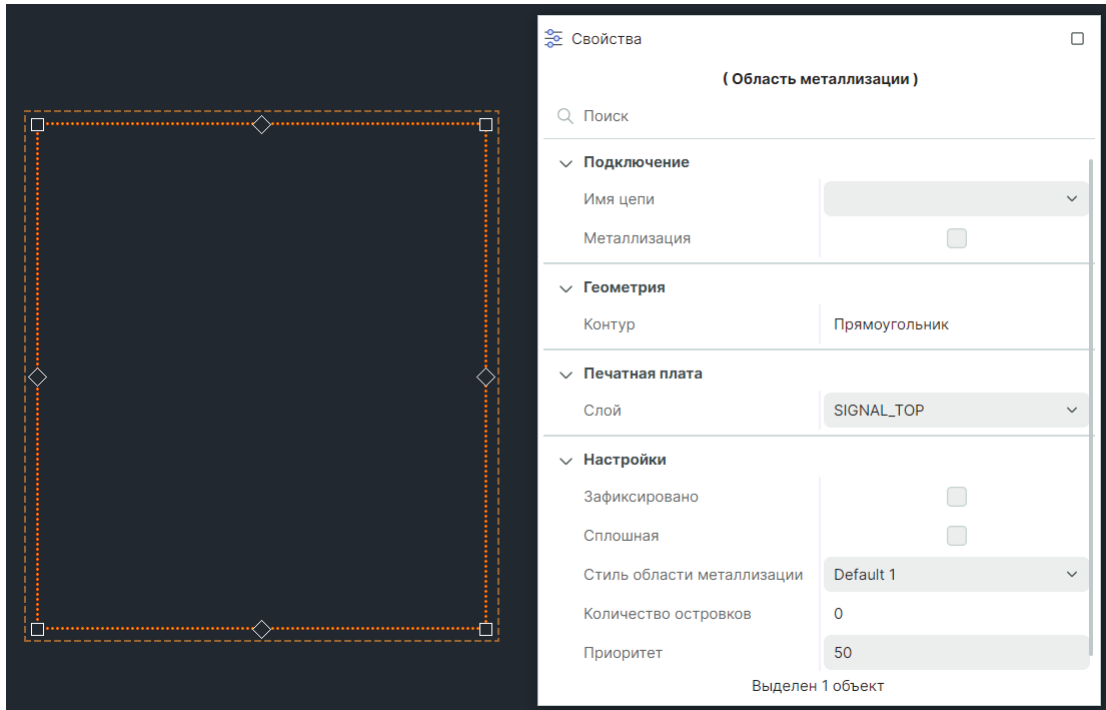 Свойства
( Область металлизации )
Поиск
Подключение
Имя цепи
Металлизация
Геометрия
Контур Прямоугольник
Печатная плата
Слой SIGNAL_TOP
Настройки
Зафиксировано
Сплошная
Стиль области металлизации Default 1
Количество островков 0
Приоритет 50
Выделен 1 объект